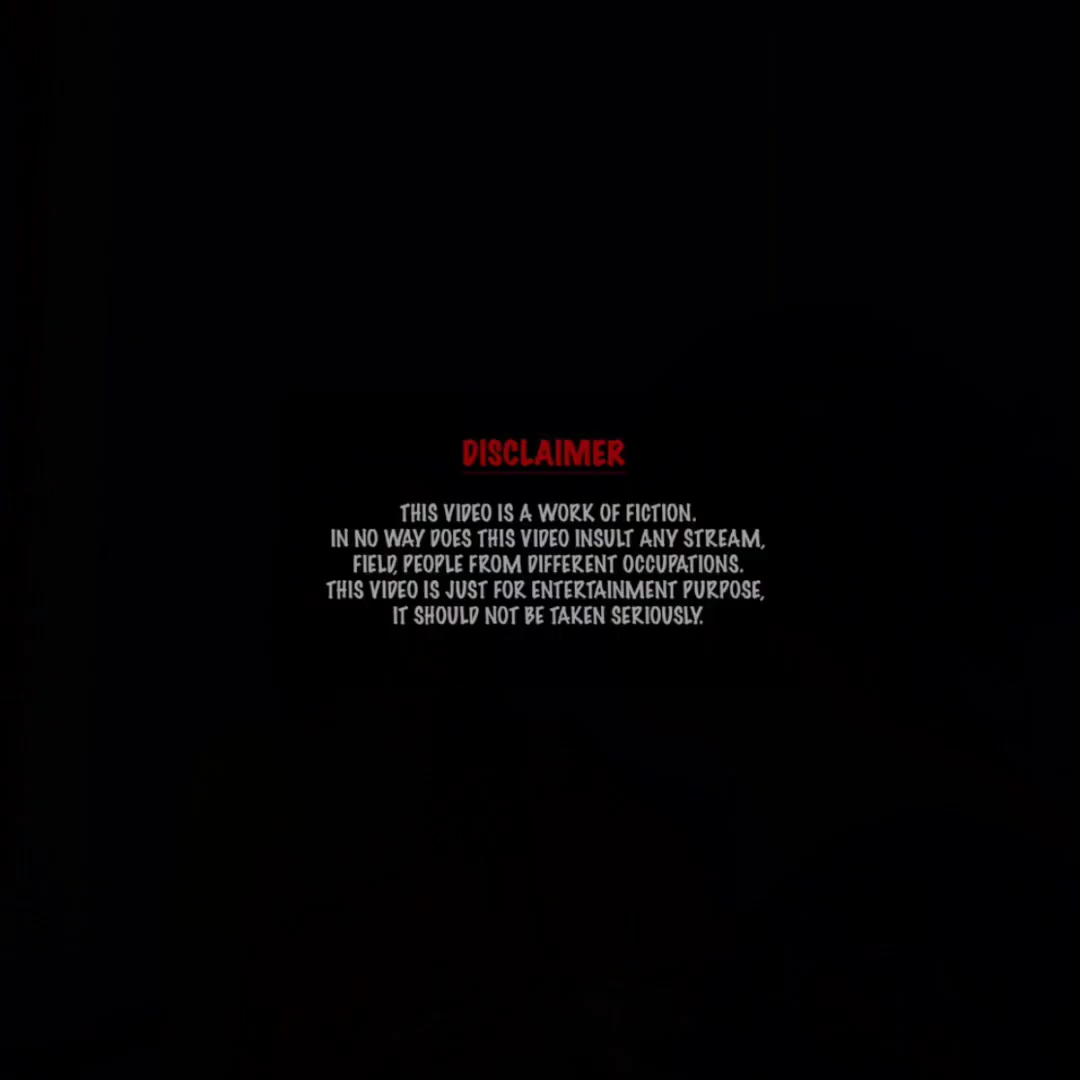 DISCLAIMER
THIS VIDEO IS A WORK OF FICTION.
IN NO WAY DOES THIS VIDEO INSULT ANY STREAM,
FIELD, PEOPLE FROM DIFFERENT OCCUPATIONS.
THIS VIDEO IS JUST FOR ENTERTAINMENT PURPOSE,
IT SHOULD NOT BE TAKEN SERIOUSLY.